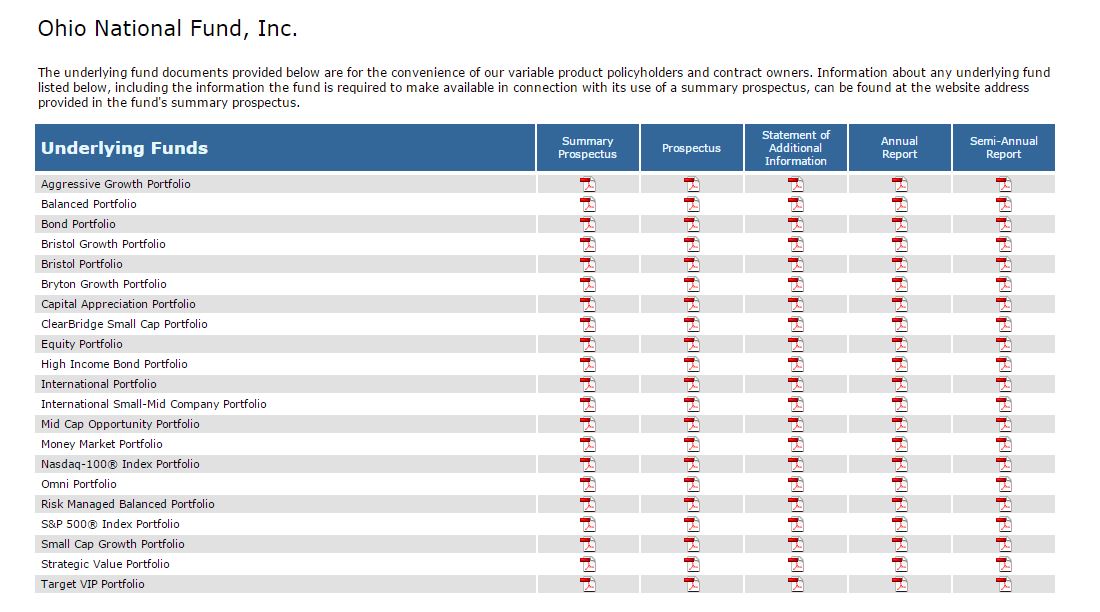 Ohio National Fund, Inc.
The underlying fund documents provided below are for the convenience of our variable product policyholders and contract owners. Information about any underlying fund
listed below, including the information the fund is required to make available in connection with its use of a summary prospectus, can be found at the website address
provided in the fund's summary prospectus.
Underlying Funds
Summary
Prospectus
Prospectus
Statement of
Additional
Information
Annual
Report
Semi-Annual
Report
Aggressive Growth Portfolio
Balanced Portfolio
Bond Portfolio
Bristol Growth Portfolio
Bristol Portfolio
Bryton Growth Portfolio
Capital Appreciation Portfolio
ClearBridge Small Cap Portfolio
Equity Portfolio
High Income Bond Portfolio
International Portfolio
International Small-Mid Company Portfolio
Mid Cap Opportunity Portfolio
Money Market Portfolio
Nasdaq-100® Index Portfolio
Omni Portfolio
Risk Managed Balanced Portfolio
S&P 500® Index Portfolio
Small Cap Growth Portfolio
Strategic Value Portfolio
Target VIP Portfolio